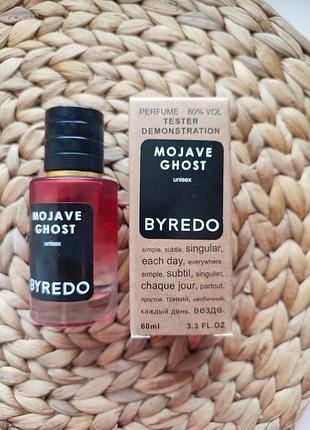 MOJAVE
GHOST
unisex
BYREDO
PERFUME 80% VOL
TESTER
DEMONSTRATION
MOJAVE
GHOST
unisex
BYREDO
simple, subtle, singular,
each day, everywhere.
simple, subtil, singulier,
chaque jour, partout.
простой, тонкий, необычный,
каждый день, везде.
60ml 3.3 FL.OZ